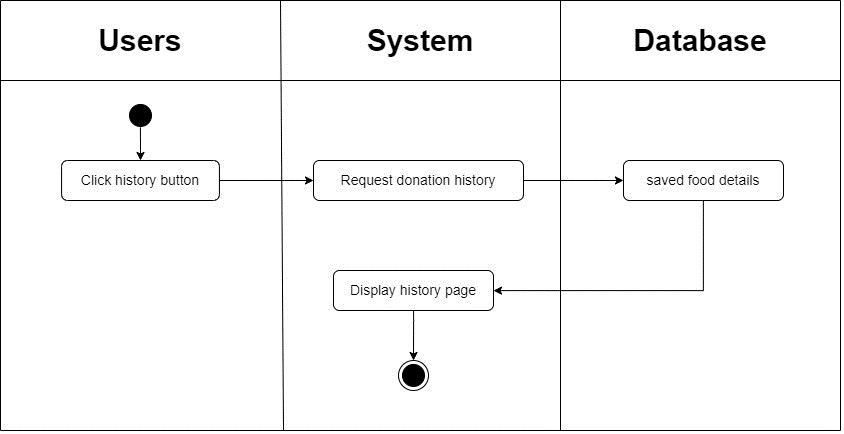 Users
System
Database
Click history button
Request donation history
saved food details
Display history page